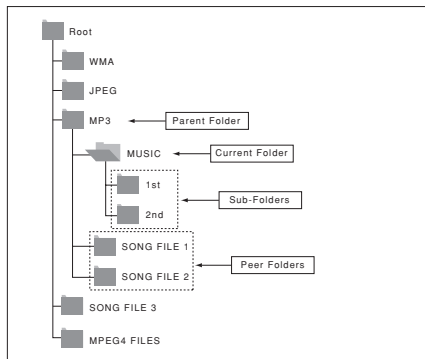 Root
WMA
JPEG
MP3
Parent Folder
MUSIC
Current Folder
1st
2nd
Sub-Folders
SONG FILE 1
SONG FILE 2
Peer Folders
SONG FILE 3
MPEG4 FILES